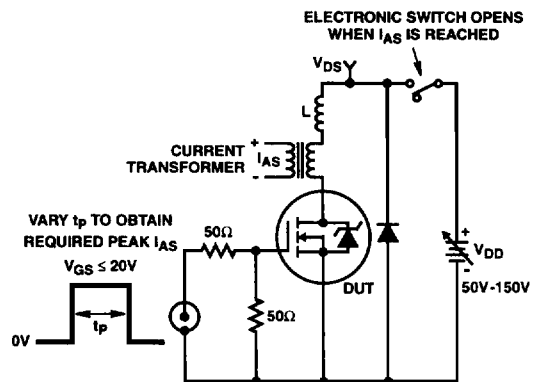 ELECTRONIC SWITCH OPENS
WHEN IAS IS REACHED
VDS
L
CURRENT
TRANSFORMER
+
IAS
-
VARY tP TO OBTAIN
REQUIRED PEAK IAS
50Ω
VGS ≤ 20V
+
VDD
-
50V-150V
DUT
50Ω
0V
tP